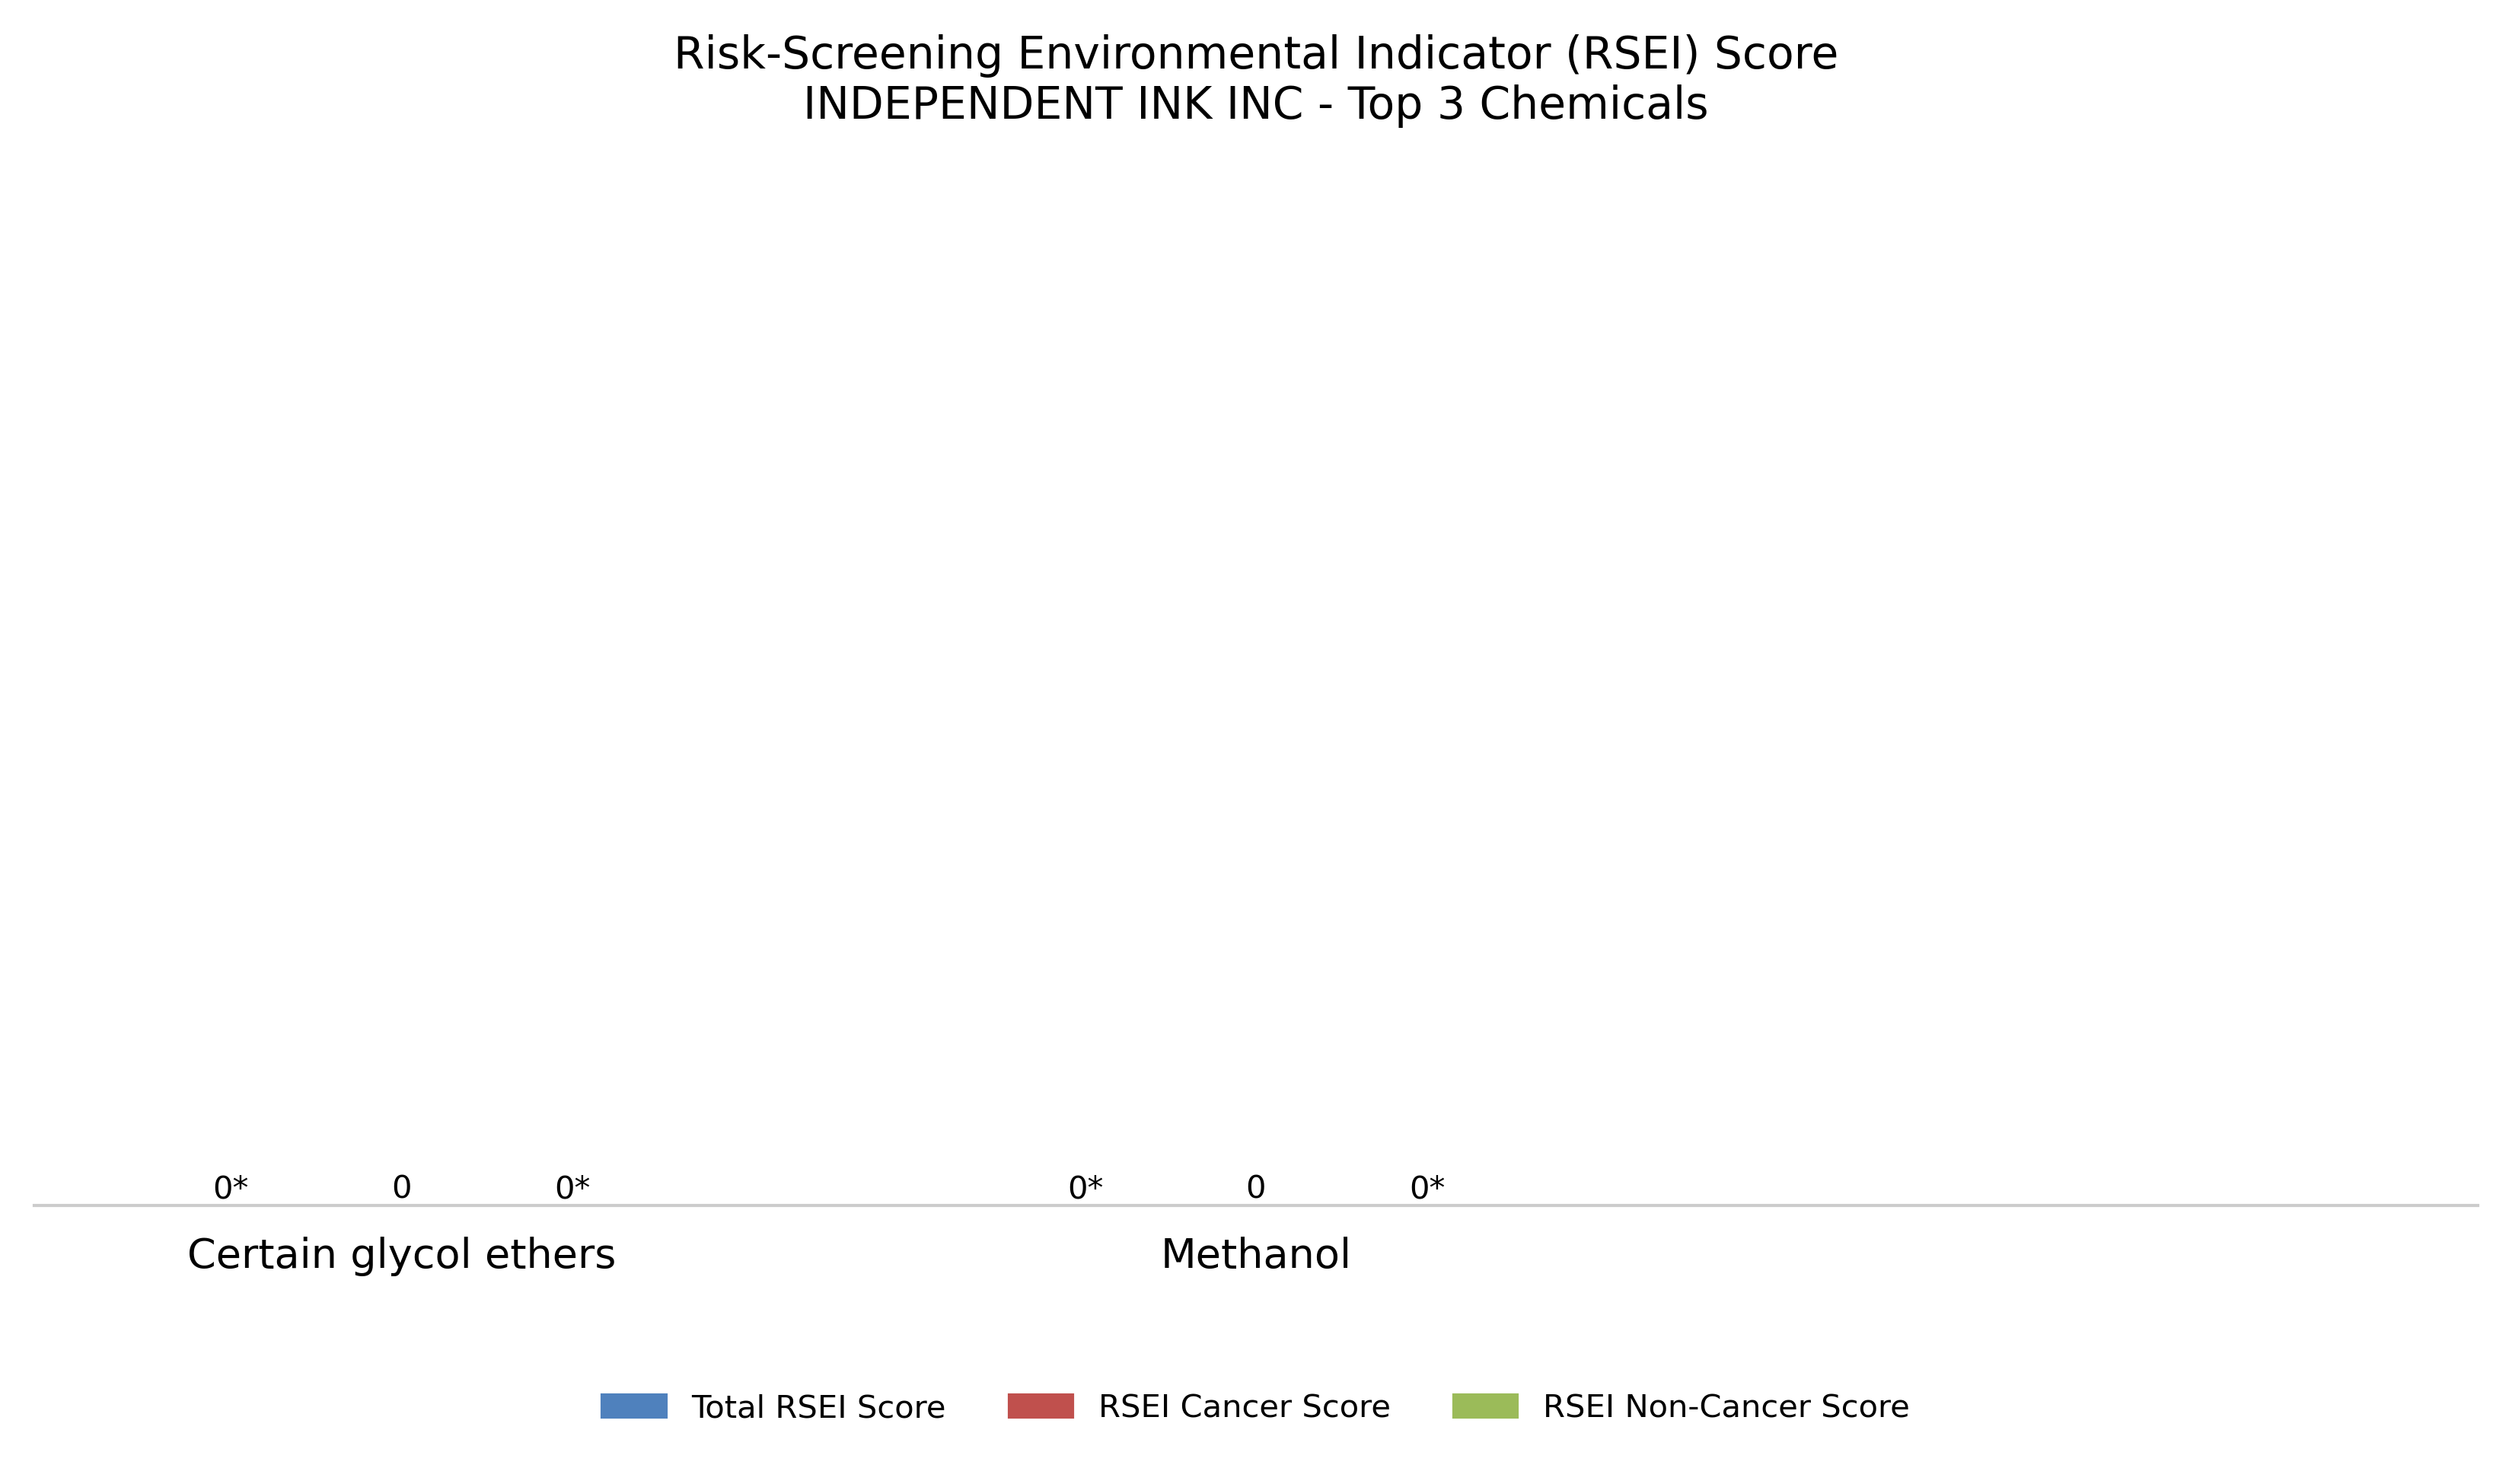 Risk-Screening Environmental Indicator (RSEI) Score
INDEPENDENT INK INC - Top 3 Chemicals
0* 0 0* 0* 0 0*
Certain glycol ethers Methanol
Total RSEI Score RSEI Cancer Score RSEI Non-Cancer Score